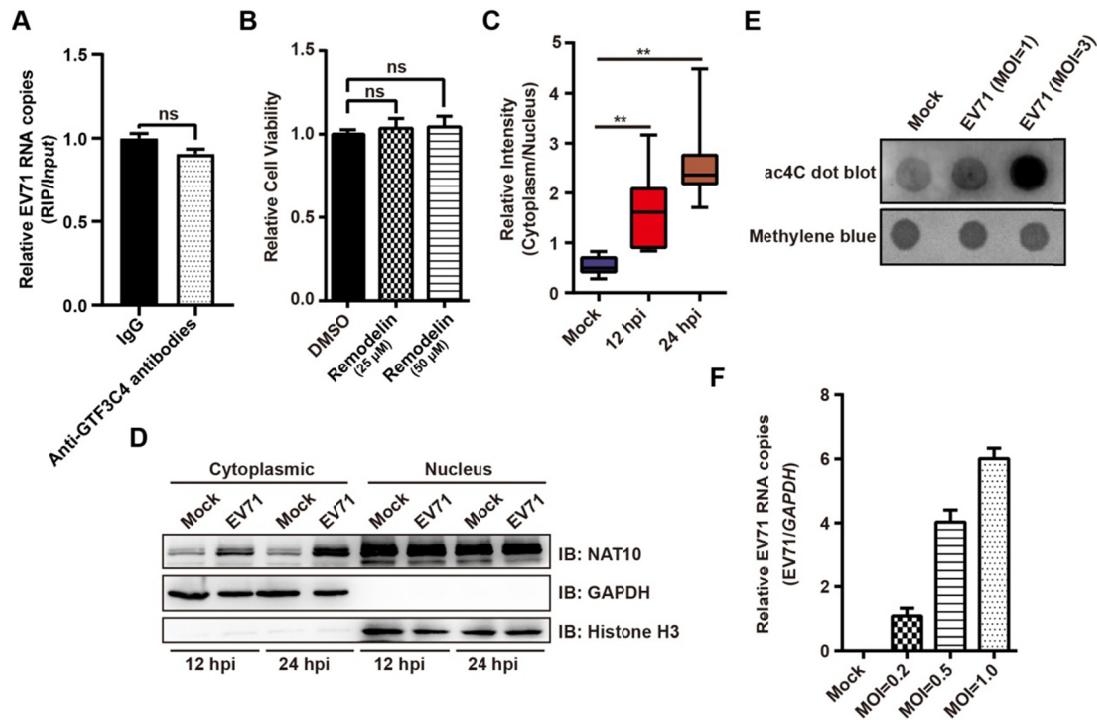 A
Relative EV71 RNA copies
(RIP/Input)
1.5
1.0
0.5
0.0
ns
IgG
Anti-GTF3C4 antibodies
B
Relative Cell Viability
1.5
1.0
0.5
0.0
ns
ns
DMSO
Remodelin
(25 μM)
Remodelin
(50 μM)
C
Relative Intensity
(Cytoplasm/Nucleus)
5
4
3
2
1
0
**
**
Mock
12 hpi
24 hpi
E
Mock
EV71 (MOI=1)
EV71 (MOI=3)
ac4C dot blot
Methylene blue
D
Cytoplasmic
Nucleus
Mock
EV71
Mock
EV71
Mock
EV71
Mock
EV71
IB: NAT10
IB: GAPDH
IB: Histone H3
12 hpi
24 hpi
12 hpi
24 hpi
F
Relative EV71 RNA copies
(EV71/GAPDH)
8
6
4
2
0
Mock
MOI=0.2
MOI=0.5
MOI=1.0